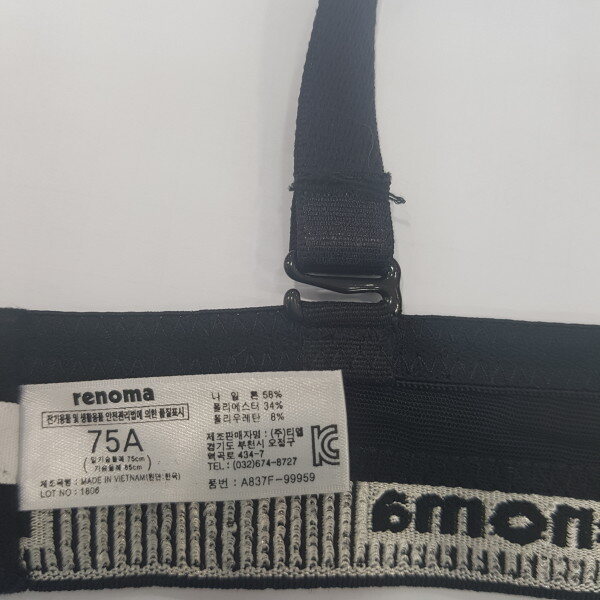 renoma
전기용품 및 생활용품 안전관리법에 의한 품질표시
75A
( 밑가슴둘레 75cm )
( 가슴둘레 85cm )
제조국명 : MADE IN VIETNAM(원단:한국)
LOT NO : 1806
나 일 론 58%
폴리에스터 34%
폴리우레탄 8%
제조판매자명 : (주)티엘
경기도 부천시 오정구
벽곡로 434-7
TEL : (032)674-8727
품번 : A837F-99959